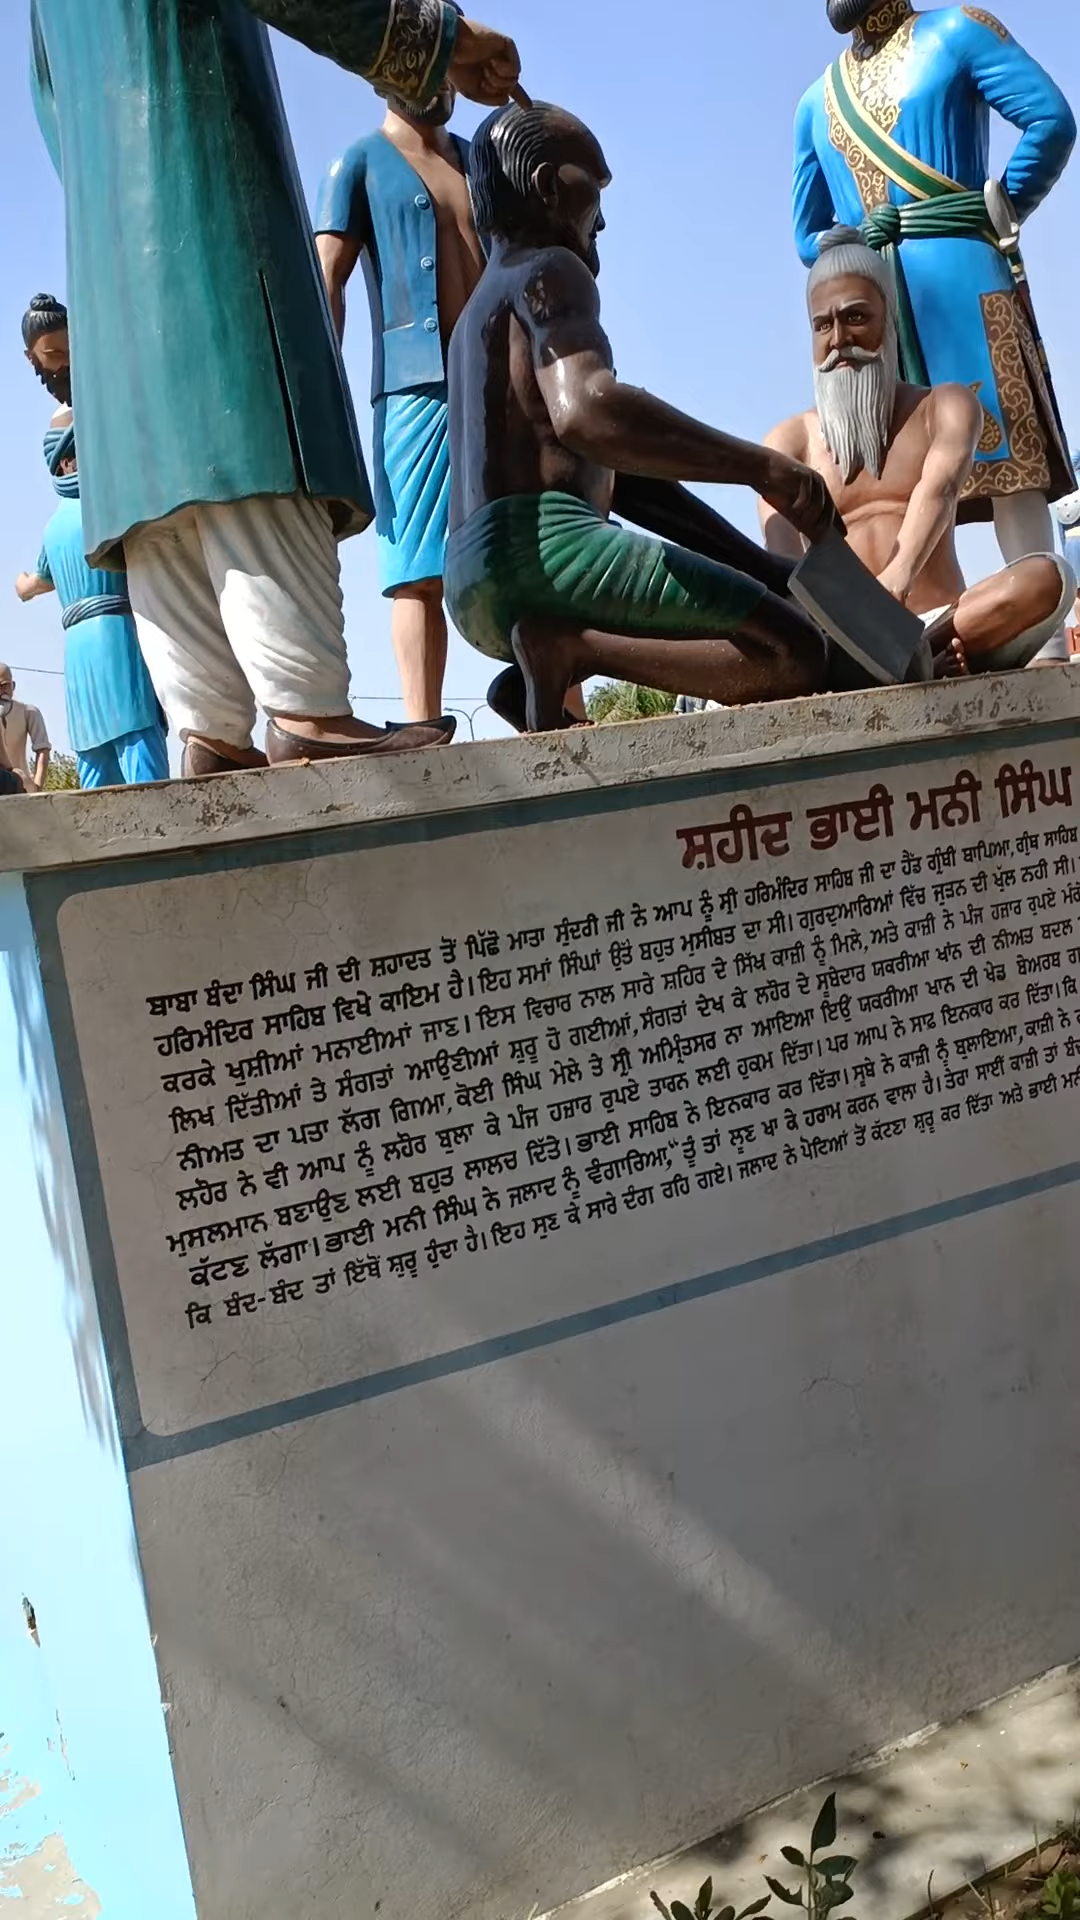 ਸ਼ਹੀਦ ਭਾਈ ਮਨੀ ਸਿੰਘ
ਬਾਬਾ ਬੰਦਾ ਸਿੰਘ ਜੀ ਦੀ ਸ਼ਹਾਦਤ ਤੋਂ ਪਿੱਛੋ ਮਾਤਾ ਸੁੰਦਰੀ ਜੀ ਨੇ ਆਪ ਨੂੰ ਸ੍ਰੀ ਹਰਿਮੰਦਿਰ ਸਾਹਿਬ ਜੀ ਦਾ ਹੈਂਡ ਗ੍ਰੰਥੀ ਥਾਪਿਆ, ਗ੍ਰੰਥ ਸਾਹਿਬ
ਹਰਿਮੰਦਿਰ ਸਾਹਿਬ ਵਿਖੇ ਕਾਇਮ ਹੈ। ਇਹ ਸਮਾਂ ਸਿੰਘਾਂ ਉਤੇ ਬਹੁਤ ਮੁਸੀਬਤ ਦਾ ਸੀ। ਗੁਰਦੁਆਰਿਆਂ ਵਿੱਚ ਜੁੜਨ ਦੀ ਖੁੱਲ ਨਹੀ ਸੀ।
ਕਰਕੇ ਖੁਸ਼ੀਆਂ ਮਨਾਈਆਂ ਜਾਣ। ਇਸ ਵਿਚਾਰ ਨਾਲ ਸਾਰੇ ਸ਼ਹਿਰ ਦੇ ਸਿੱਖ ਕਾਜ਼ੀ ਨੂੰ ਮਿਲੇ, ਅਤੇ ਕਾਜ਼ੀ ਨੇ ਪੰਜ ਹਜ਼ਾਰ ਰੁਪਏ
ਲਿਖ ਦਿੱਤੀਆਂ ਤੇ ਸੰਗਤਾਂ ਆਉਣੀਆਂ ਸ਼ੁਰੂ ਹੋ ਗਈਆਂ, ਸੰਗਤਾਂ ਦੇਖ ਕੇ ਲਹੌਰ ਦੇ ਸੂਬੇਦਾਰ ਯਕਰੀਆ ਖਾਂਨ ਦੀ ਨੀਅਤ ਬਦਲ
ਨੀਅਤ ਦਾ ਪਤਾ ਲੱਗ ਗਿਆ, ਕੋਈ ਸਿੰਘ ਮੇਲੇ ਤੇ ਸ੍ਰੀ ਅਮ੍ਰਿੰਤਸਰ ਨਾ ਆਇਆ ਇਉਂ ਯਕਰੀਆ ਖਾਨ ਦੀ ਖੇਡ ਬੇਅਰਥ
ਲਹੌਰ ਨੇ ਵੀ ਆਪ ਨੂੰ ਲਹੌਰ ਬੁਲਾ ਕੇ ਪੰਜ ਹਜ਼ਾਰ ਰੁਪਏ ਤਾਰਨ ਲਈ ਹੁਕਮ ਦਿੱਤਾ। ਪਰ ਆਪ ਨੇ ਸਾਫ਼ ਇਨਕਾਰ ਕਰ ਦਿੱਤਾ। ਕਿ
ਮੁਸਲਮਾਨ ਬਣਾਉਣ ਲਈ ਬਹੁਤ ਲਾਲਚ ਦਿੱਤੇ। ਭਾਈ ਸਾਹਿਬ ਨੇ ਇਨਕਾਰ ਕਰ ਦਿੱਤਾ। ਸੂਬੇ ਨੇ ਕਾਜ਼ੀ ਨੂੰ ਬੁਲਾਇਆ, ਕਾਜ਼ੀ ਨੇ
ਕੱਟਣ ਲੱਗਾ। ਭਾਈ ਮਨੀ ਸਿੰਘ ਨੇ ਜਲਾਦ ਨੂੰ ਵੰਗਾਰਿਆ,"ਤੂੰ ਤਾਂ ਲੂਣ ਖਾ ਕੇ ਹਰਾਮ ਕਰਨ ਵਾਲਾ ਹੈ। ਤੇਰਾ ਸਾਈਂ ਕਾਜ਼ੀ ਤਾਂ
ਕਿ ਬੰਦ-ਬੰਦ ਤਾਂ ਇੱਥੋਂ ਸ਼ੁਰੂ ਹੁੰਦਾ ਹੈ। ਇਹ ਸੁਣ ਕੇ ਸਾਰੇ ਦੰਗ ਰਹਿ ਗਏ। ਜਲਾਦ ਨੇ ਪੋਟਿਆਂ ਤੋਂ ਕੱਟਣਾ ਸ਼ੁਰੂ ਕਰ ਦਿੱਤਾ ਅਤੇ ਭਾਈ